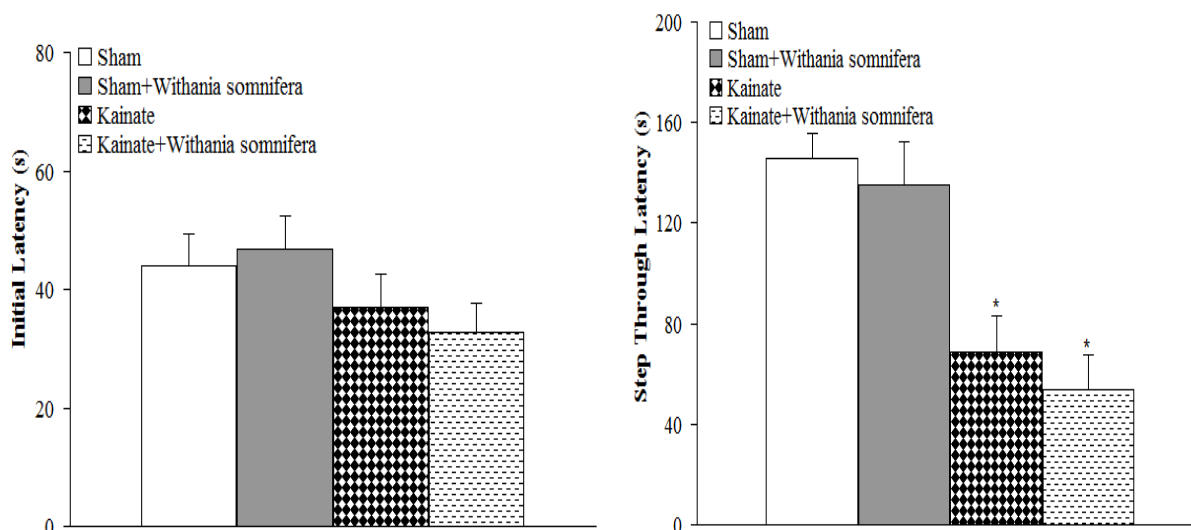 Initial Latency (s)
80
60
40
20
0
Sham
Sham+Withania somnifera
Kainate
Kainate+Withania somnifera
Step Through Latency (s)
200
160
120
80
40
0
Sham
Sham+Withania somnifera
Kainate
Kainate+Withania somnifera
*
*